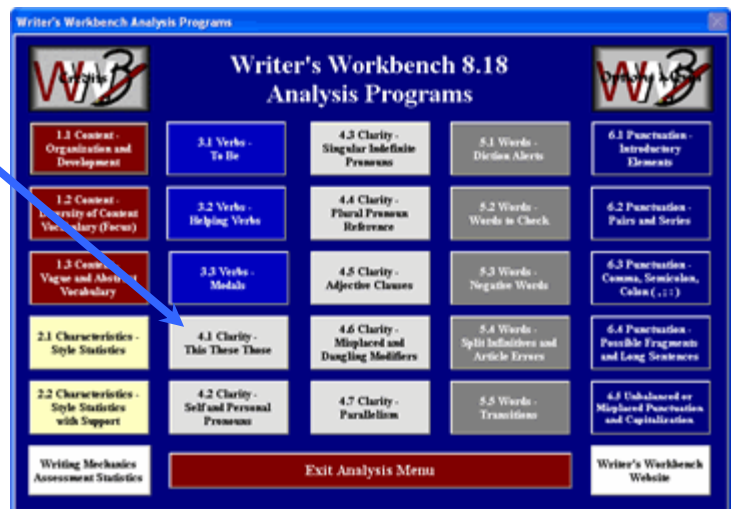 Writer's Workbench Analysis Programs
Credits
Writer's Workbench 8.18
Analysis Programs
Options
1.1 Content -
Organization and
Development
3.1 Verbs -
To Be
4.3 Clarity -
Singular Indefinite
Pronouns
5.1 Words -
Diction Alerts
6.1 Punctuation -
Introductory
Elements
1.2 Content -
Diversity of Content
Vocabulary (Focus)
3.2 Verbs -
Helping Verbs
4.4 Clarity -
Plural Pronoun
Reference
5.2 Words -
Words to Check
6.2 Punctuation -
Pairs and Series
1.3 Content -
Vague and Abstract
Vocabulary
3.3 Verbs -
Modals
4.5 Clarity -
Adjective Clauses
5.3 Words -
Negative Words
6.3 Punctuation -
Comma, Semicolon,
Colon ( , ; : )
2.1 Characteristics -
Style Statistics
4.1 Clarity -
This These Those
4.6 Clarity -
Misplaced and
Dangling Modifiers
5.4 Words -
Split Infinitives and
Article Errors
6.4 Punctuation -
Possible Fragments
and Long Sentences
2.2 Characteristics -
Style Statistics
with Support
4.2 Clarity -
Self and Personal
Pronouns
4.7 Clarity -
Parallelism
5.5 Words -
Transitions
6.5 Unbalanced or
Misplaced Punctuation
and Capitalization
Writing Mechanics
Assessment Statistics
Exit Analysis Menu
Writer's Workbench
Website